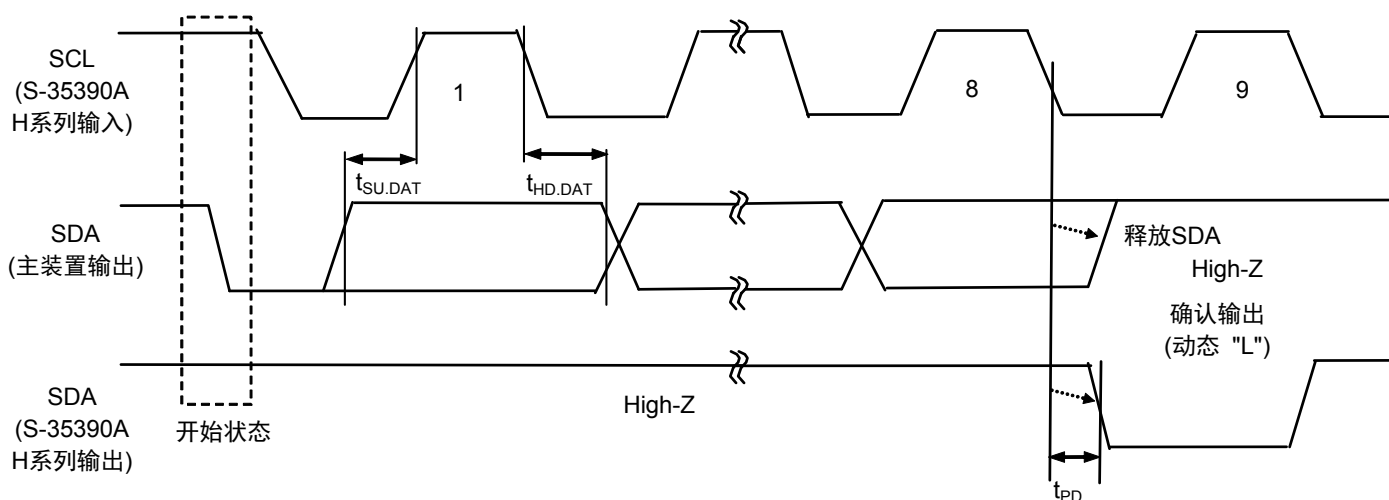 SCL
(S-35390A
H系列输入)
1
8
9
tSU.DAT
tHD.DAT
SDA
(主装置输出)
释放SDA
High-Z
确认输出
(动态 "L")
SDA
(S-35390A
H系列输出)
开始状态
High-Z
tPD